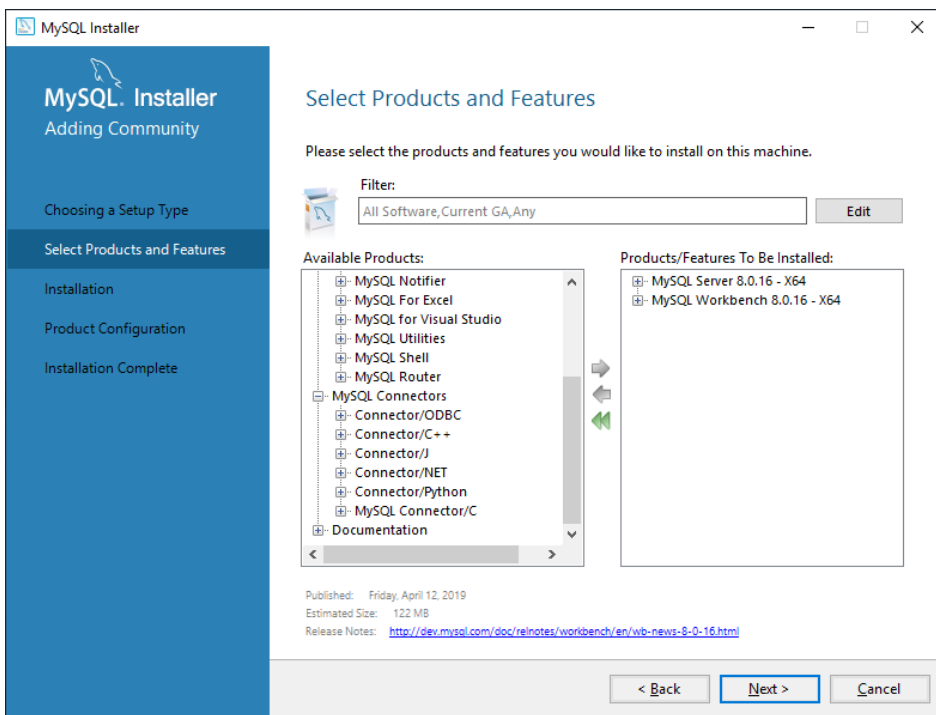 MySQL Installer
MySQL. Installer
Adding Community
Choosing a Setup Type
Select Products and Features
Installation
Product Configuration
Installation Complete
Select Products and Features
Please select the products and features you would like to install on this machine.
Filter:
All Software,Current GA,Any
Edit
Available Products:
MySQL Notifier
MySQL For Excel
MySQL for Visual Studio
MySQL Utilities
MySQL Shell
MySQL Router
MySQL Connectors
Connector/ODBC
Connector/C++
Connector/J
Connector/NET
Connector/Python
MySQL Connector/C
Documentation
Products/Features To Be Installed:
MySQL Server 8.0.16 - X64
MySQL Workbench 8.0.16 - X64
Published: Friday, April 12, 2019
Estimated Size: 122 MB
Release Notes: http://dev.mysql.com/doc/relnotes/workbench/en/wb-news-8-0-16.html
< Back
Next >
Cancel